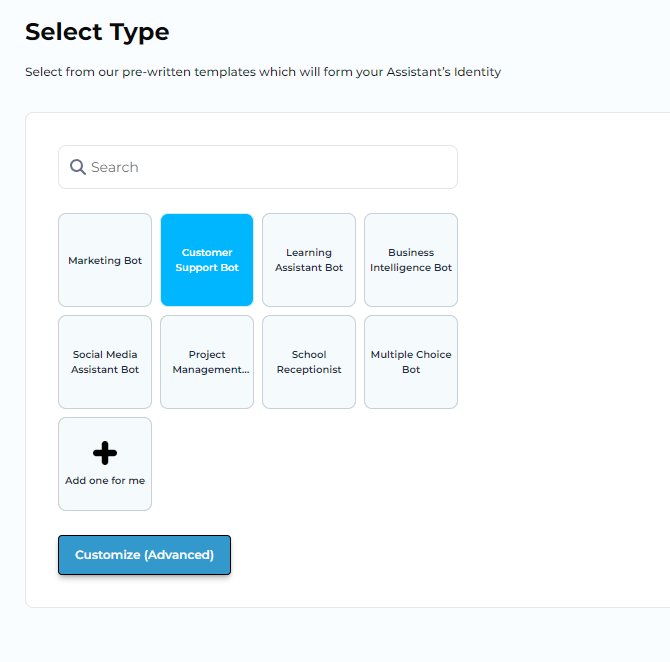 Select Type
Select from our pre-written templates which will form your Assistant's Identity
Search
Marketing Bot
Customer
Support Bot
Learning
Assistant Bot
Business
Intelligence Bot
Social Media
Assistant Bot
Project
Management...
School
Receptionist
Multiple Choice
Bot
Add one for me
Customize (Advanced)